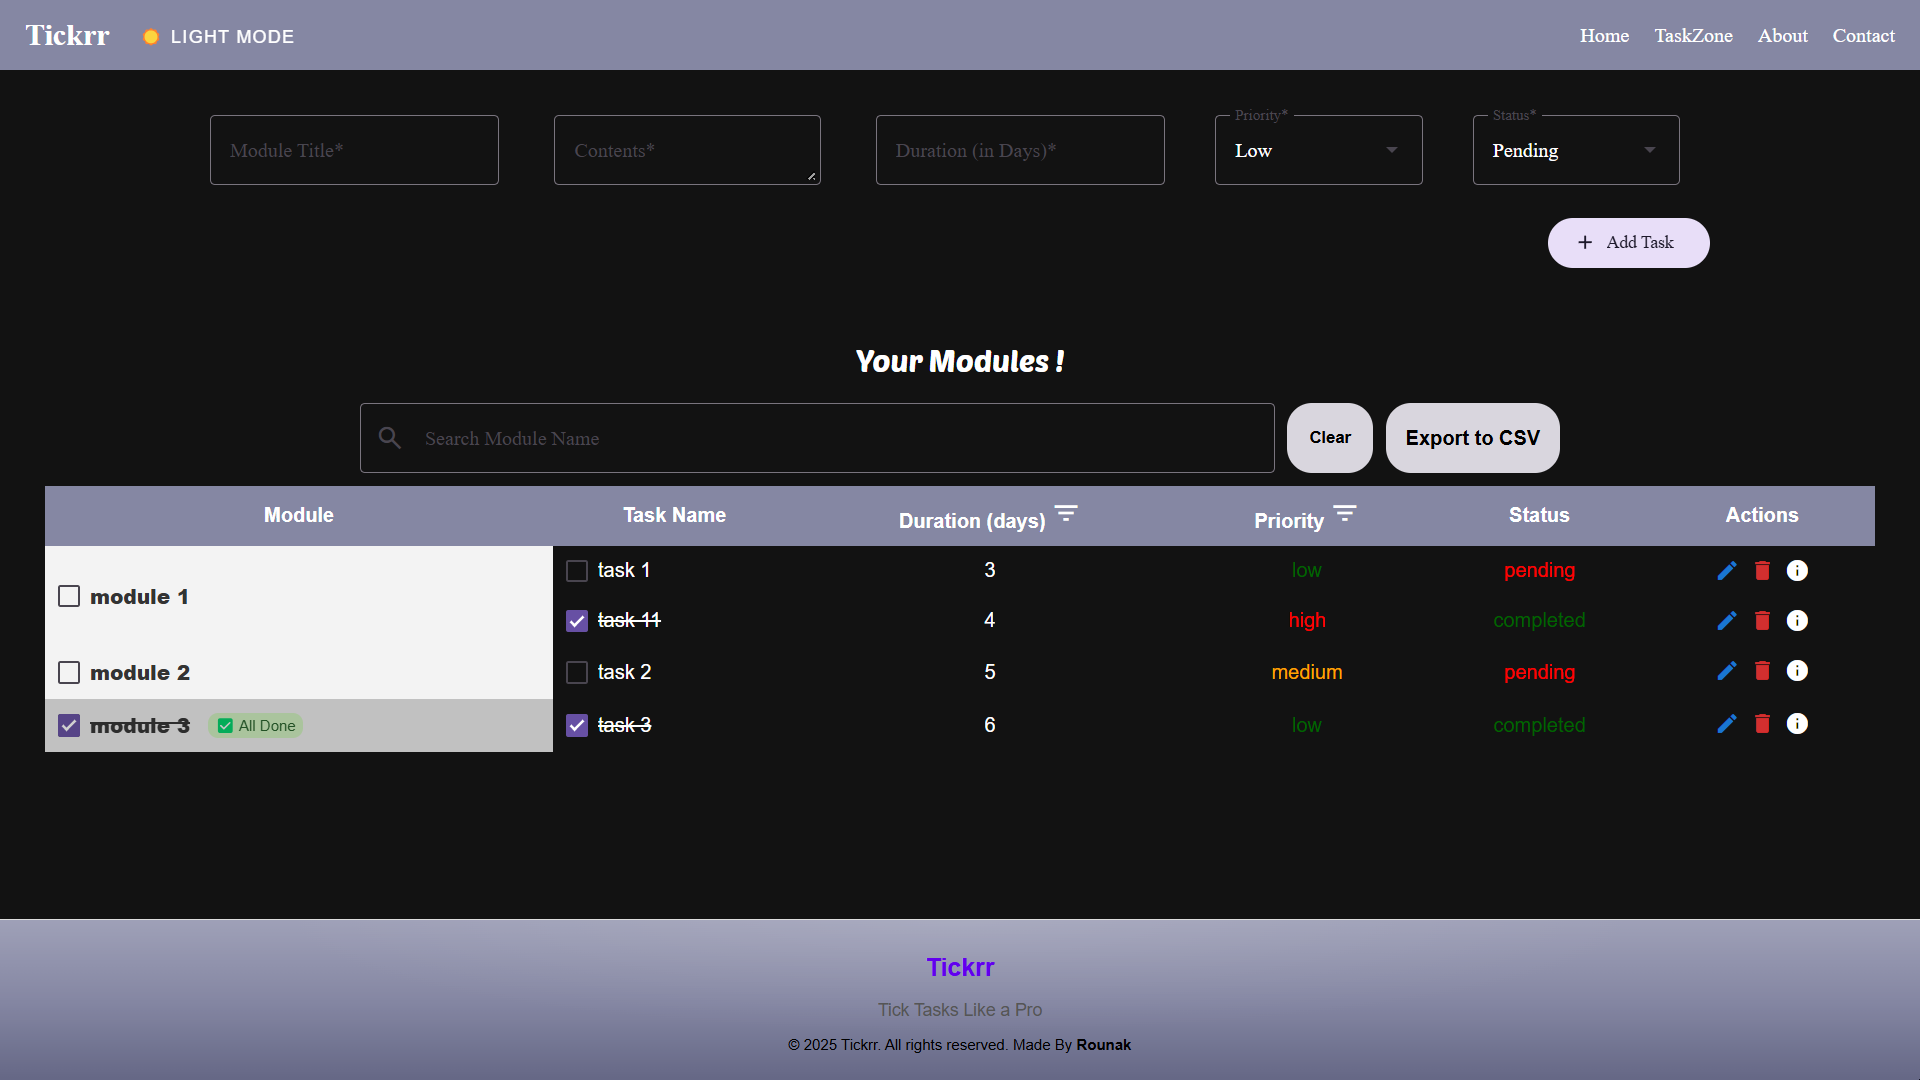 Tickrr LIGHT MODE Home TaskZone About Contact
Module Title* Contents* Duration (in Days)* Priority* Low Status* Pending
Add Task
Your Modules !
Search Module Name Clear Export to CSV
Module Task Name Duration (days) Priority Status Actions
module 1 task 1 3 low pending
task 11 4 high completed
module 2 task 2 5 medium pending
module 3 All Done task 3 6 low completed
Tickrr
Tick Tasks Like a Pro
© 2025 Tickrr. All rights reserved. Made By Rounak